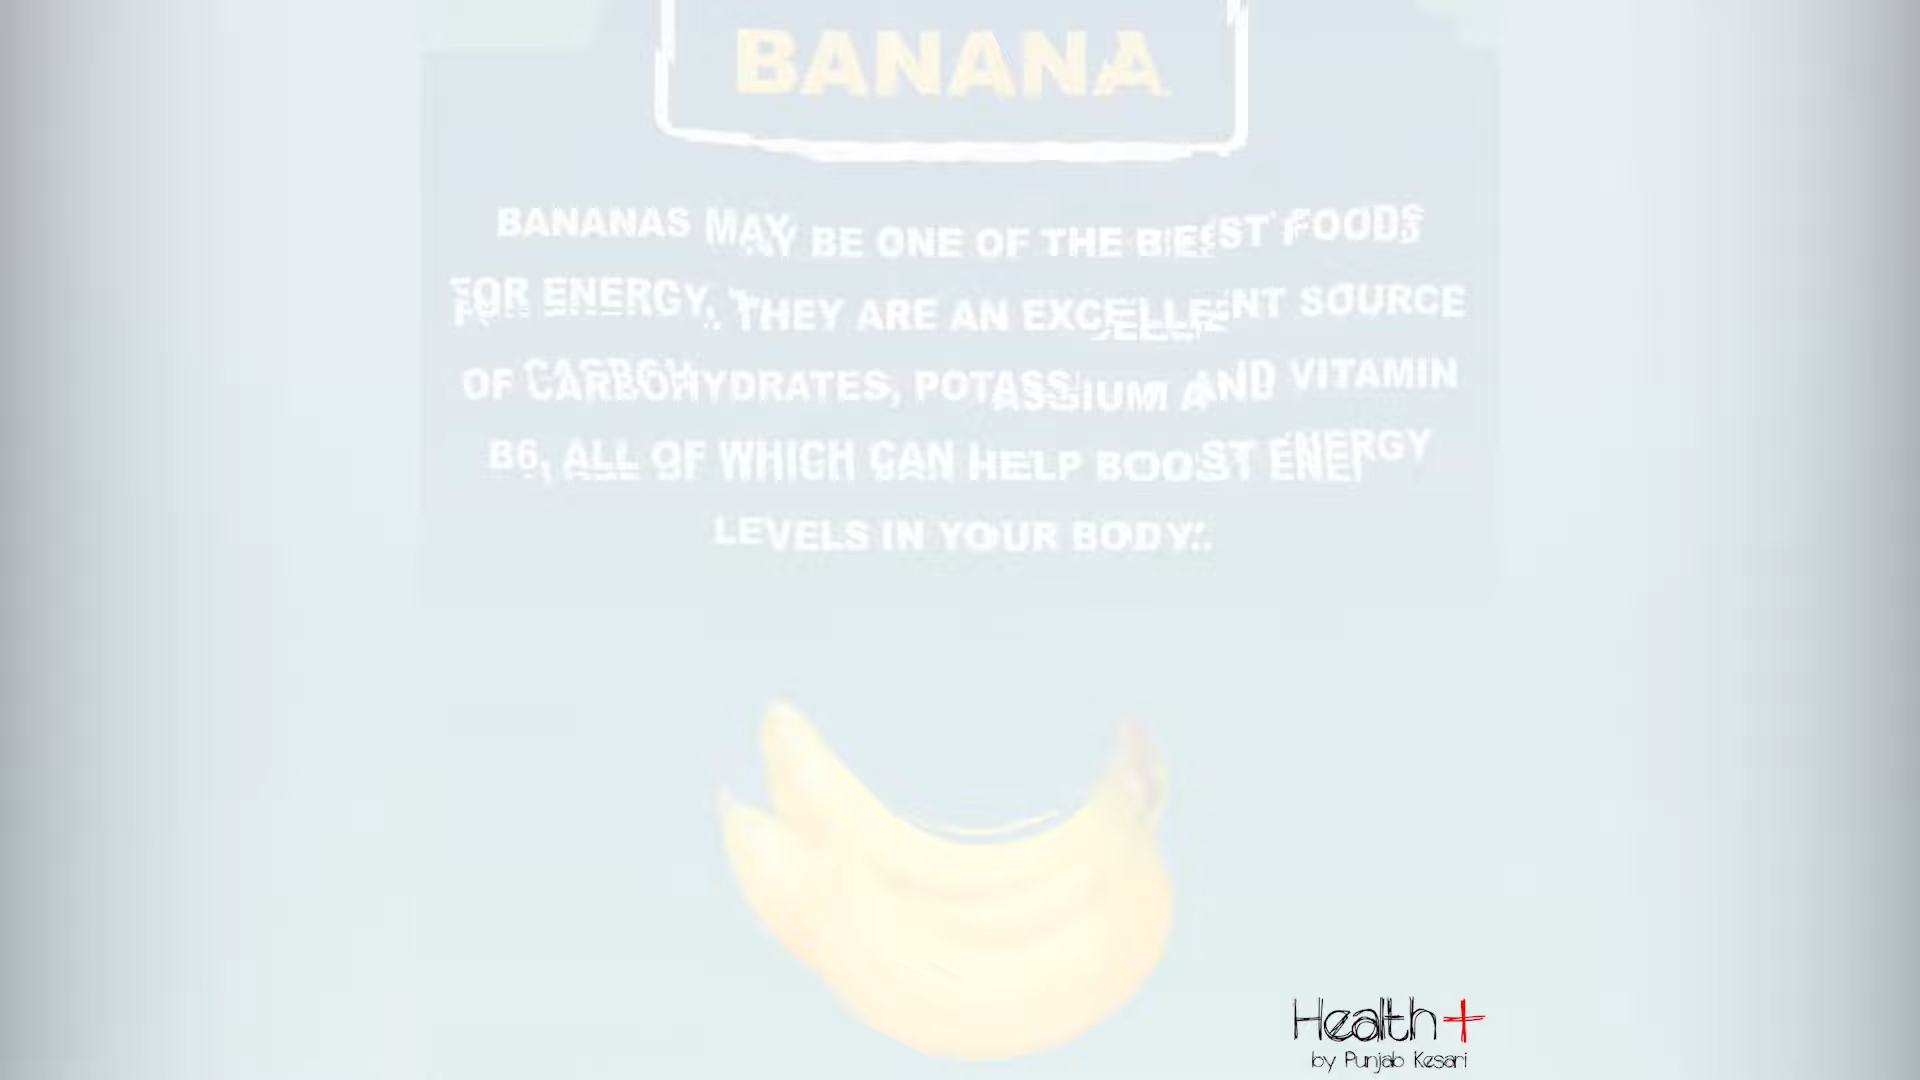 BANANA
BANANAS MAY BE ONE OF THE BEST FOODS
FOR ENERGY. THEY ARE AN EXCELLENT SOURCE
OF CARBOHYDRATES, POTASSIUM AND VITAMIN
B6, ALL OF WHICH CAN HELP BOOST ENERGY
LEVELS IN YOUR BODY.
Health+
by Punjab Kesari